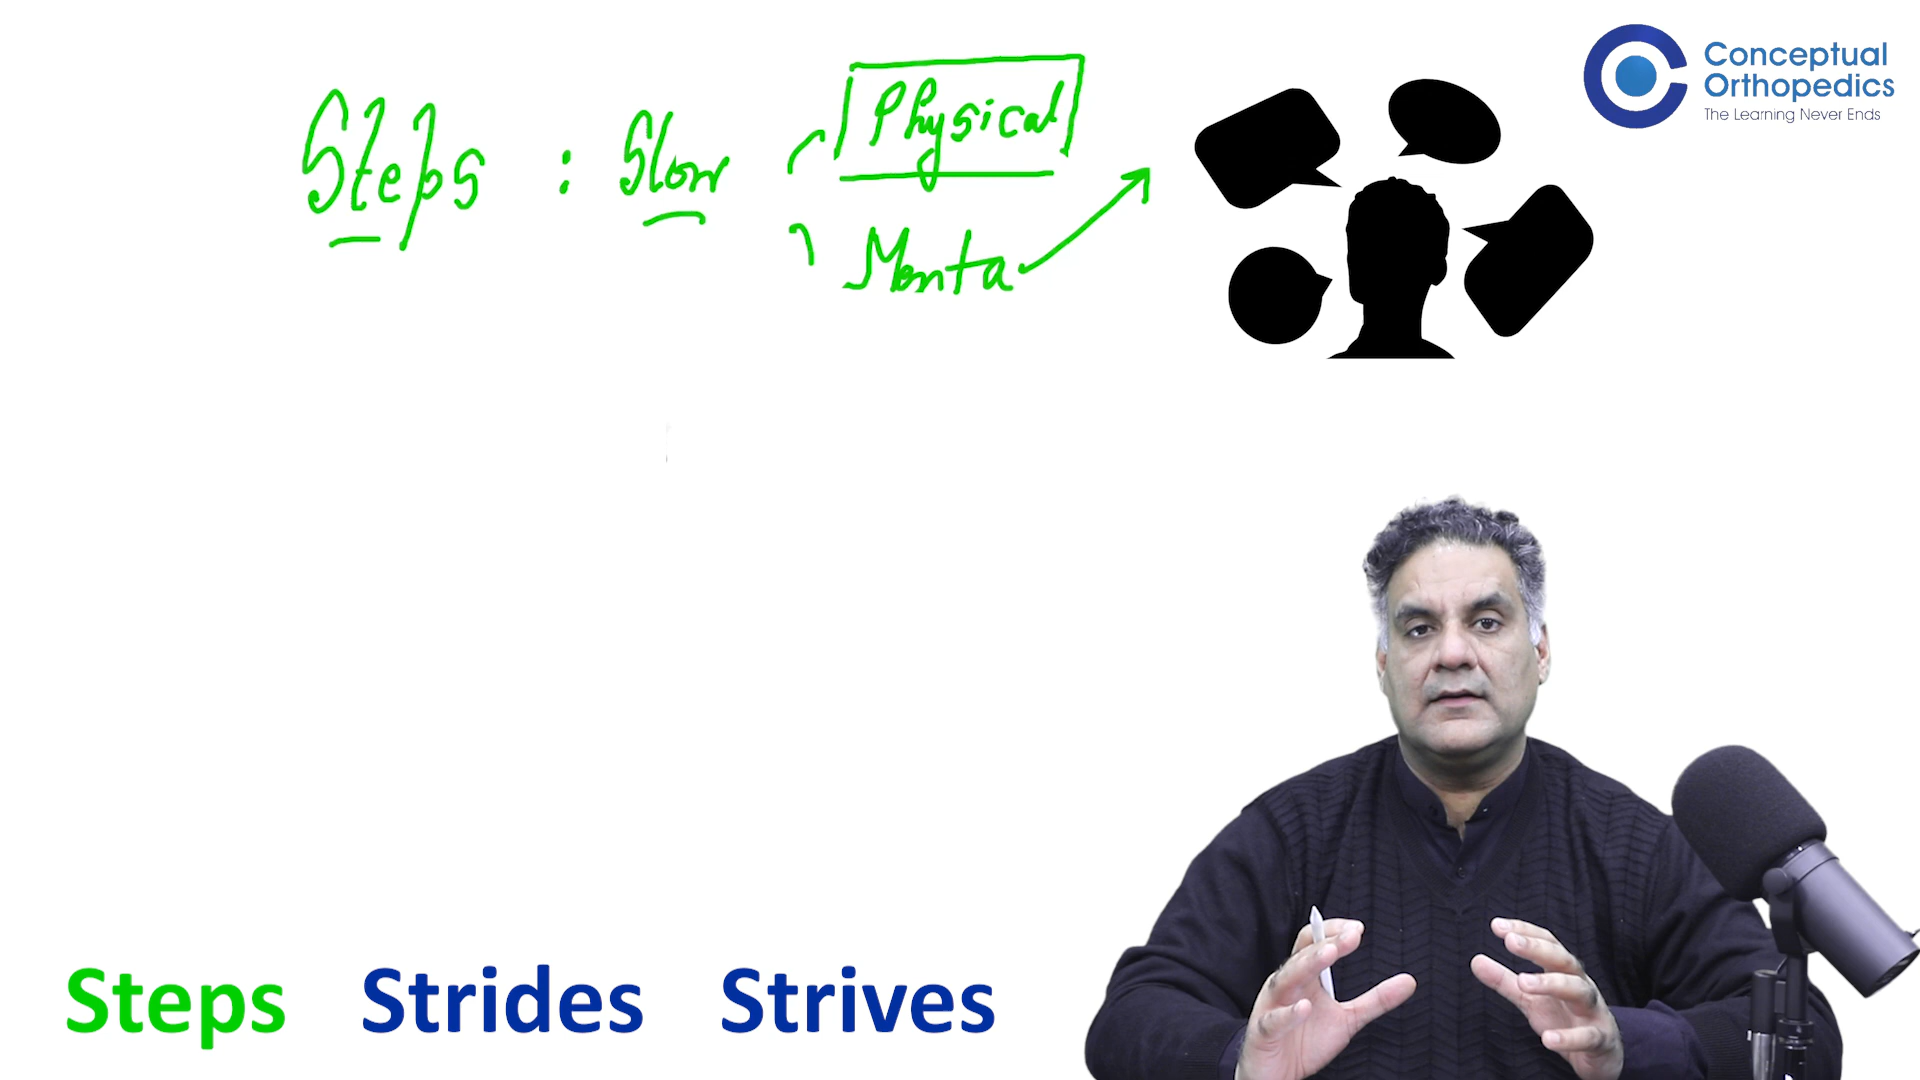 Conceptual
Orthopedics
The Learning Never Ends
Physical
Steps : Slow
Menta
Steps Strides Strives